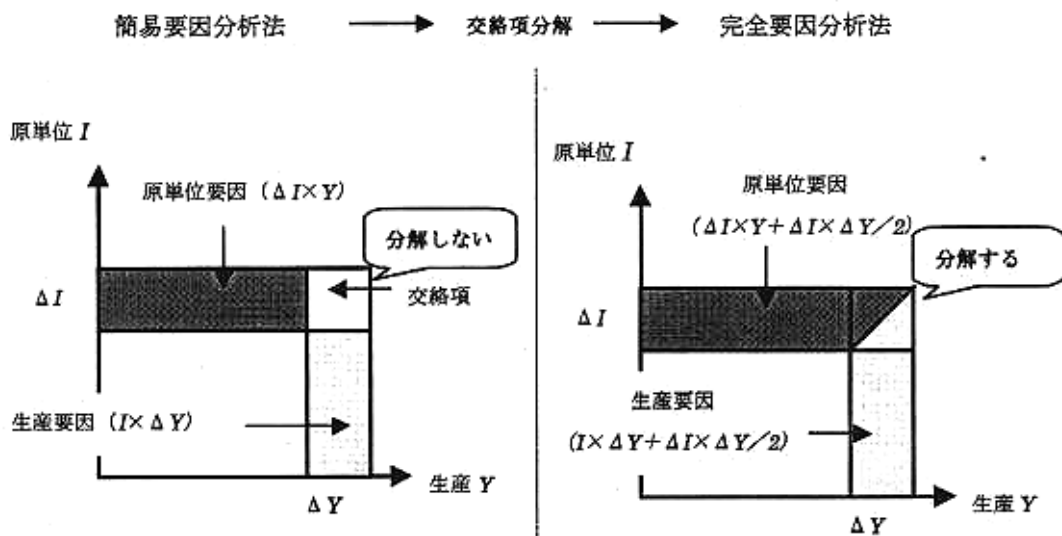 簡易要因分析法 → 交絡項分解 → 完全要因分析法
原単位 I
原単位要因（ΔI×Y）
分解しない
ΔI
交絡項
生産要因（I×ΔY）
生産 Y
ΔY
原単位 I
原単位要因
（ΔI×Y＋ΔI×ΔY／2）
分解する
ΔI
生産要因
（I×ΔY＋ΔI×ΔY／2）
生産 Y
ΔY